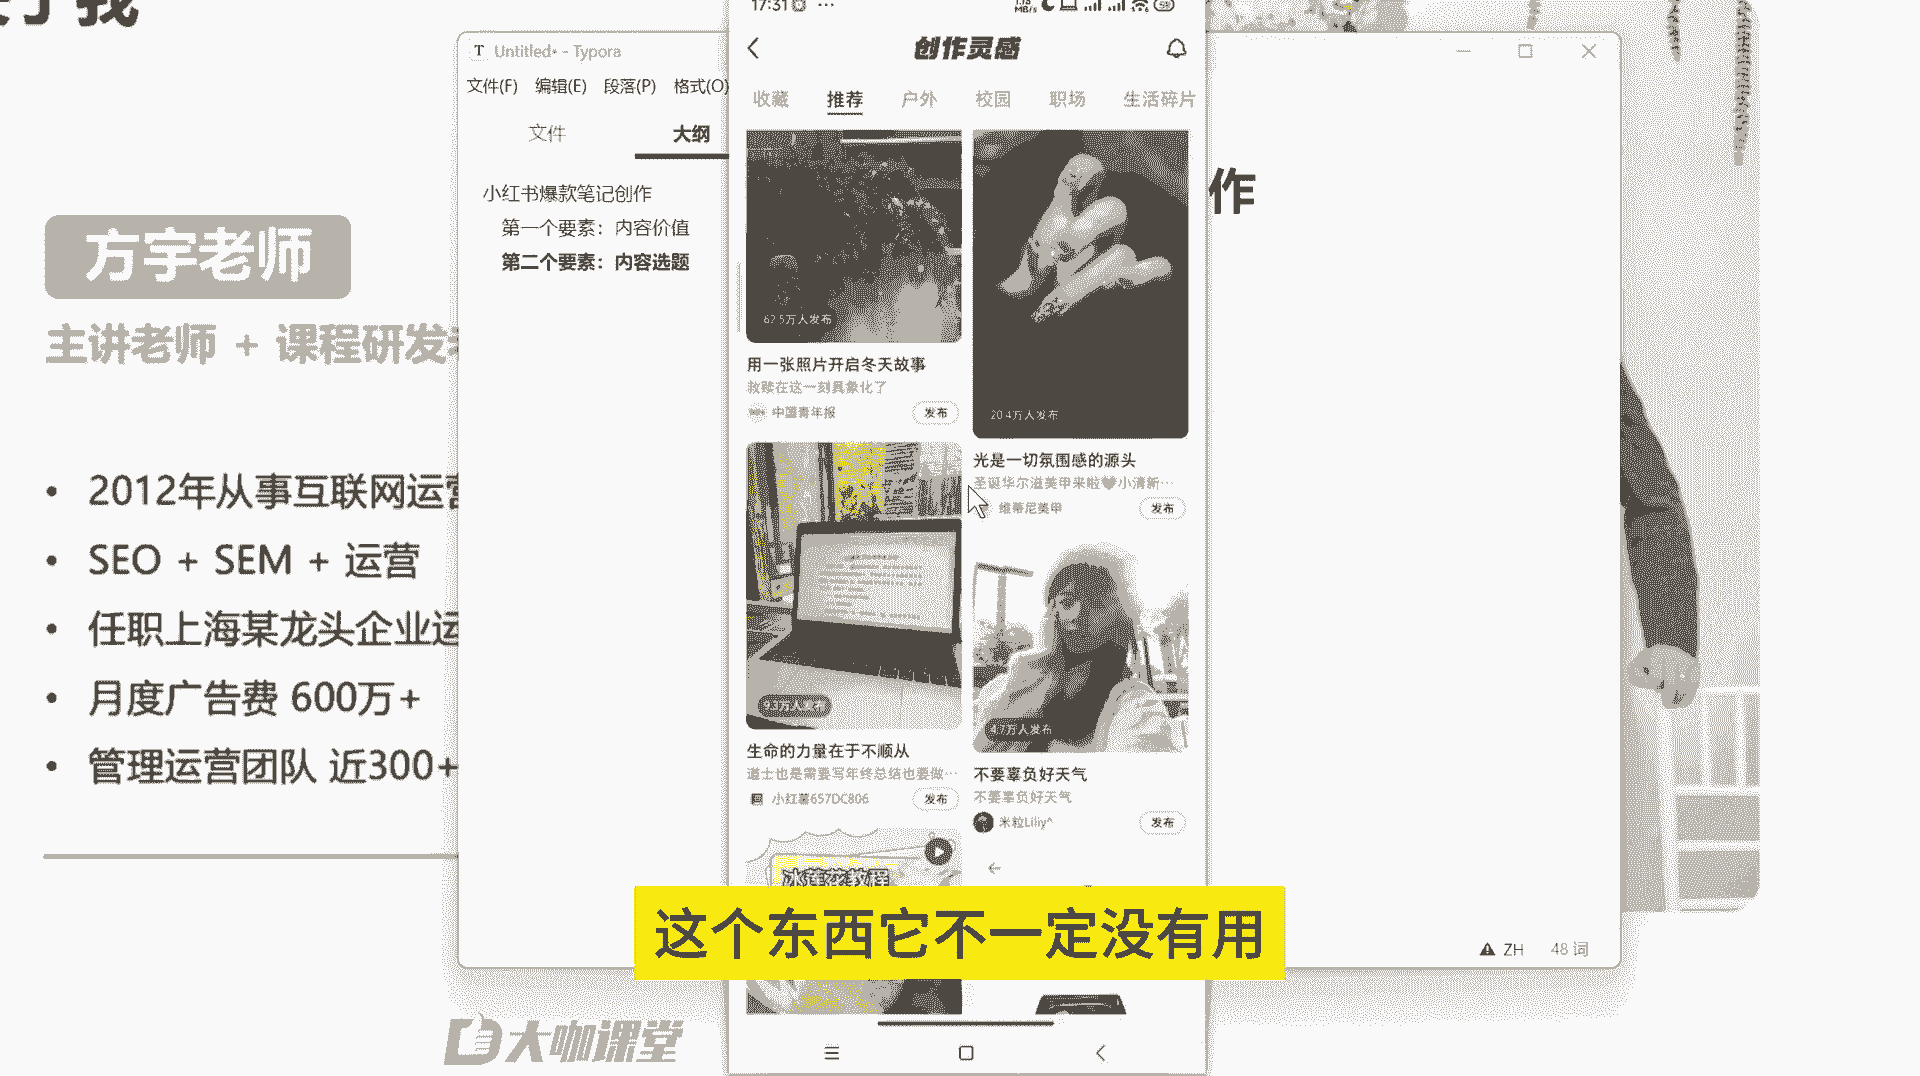 方宇老师
主讲老师 + 课程研发
2012年从事互联网运营
SEO + SEM + 运营
任职上海某龙头企业运
月度广告费 600万+
管理运营团队 近300+
大咖课堂
Untitled• - Typora
文件(F) 编辑(E) 段落(P) 格式(O)
文件 大纲
小红书爆款笔记创作
第一个要素：内容价值
第二个要素：内容选题
作
17:31
创作灵感
收藏 推荐 户外 校园 职场 生活碎片
62.5万人发布
用一张照片开启冬天故事
救赎在这一刻具象化了
中国青年报 发布
20.4万人发布
光是一切氛围感的源头
圣诞华尔滋美甲来啦🖤小清新…
维蒂尼美甲 发布
9.3万人发布
生命的力量在于不顺从
道士也是需要写年终总结也要做…
小红薯657DC806 发布
4.7万人发布
不要辜负好天气
不要辜负好天气
米粒Liliy^ 发布
冰莲花教程
这个东西它不一定没有用
ZH 48 词